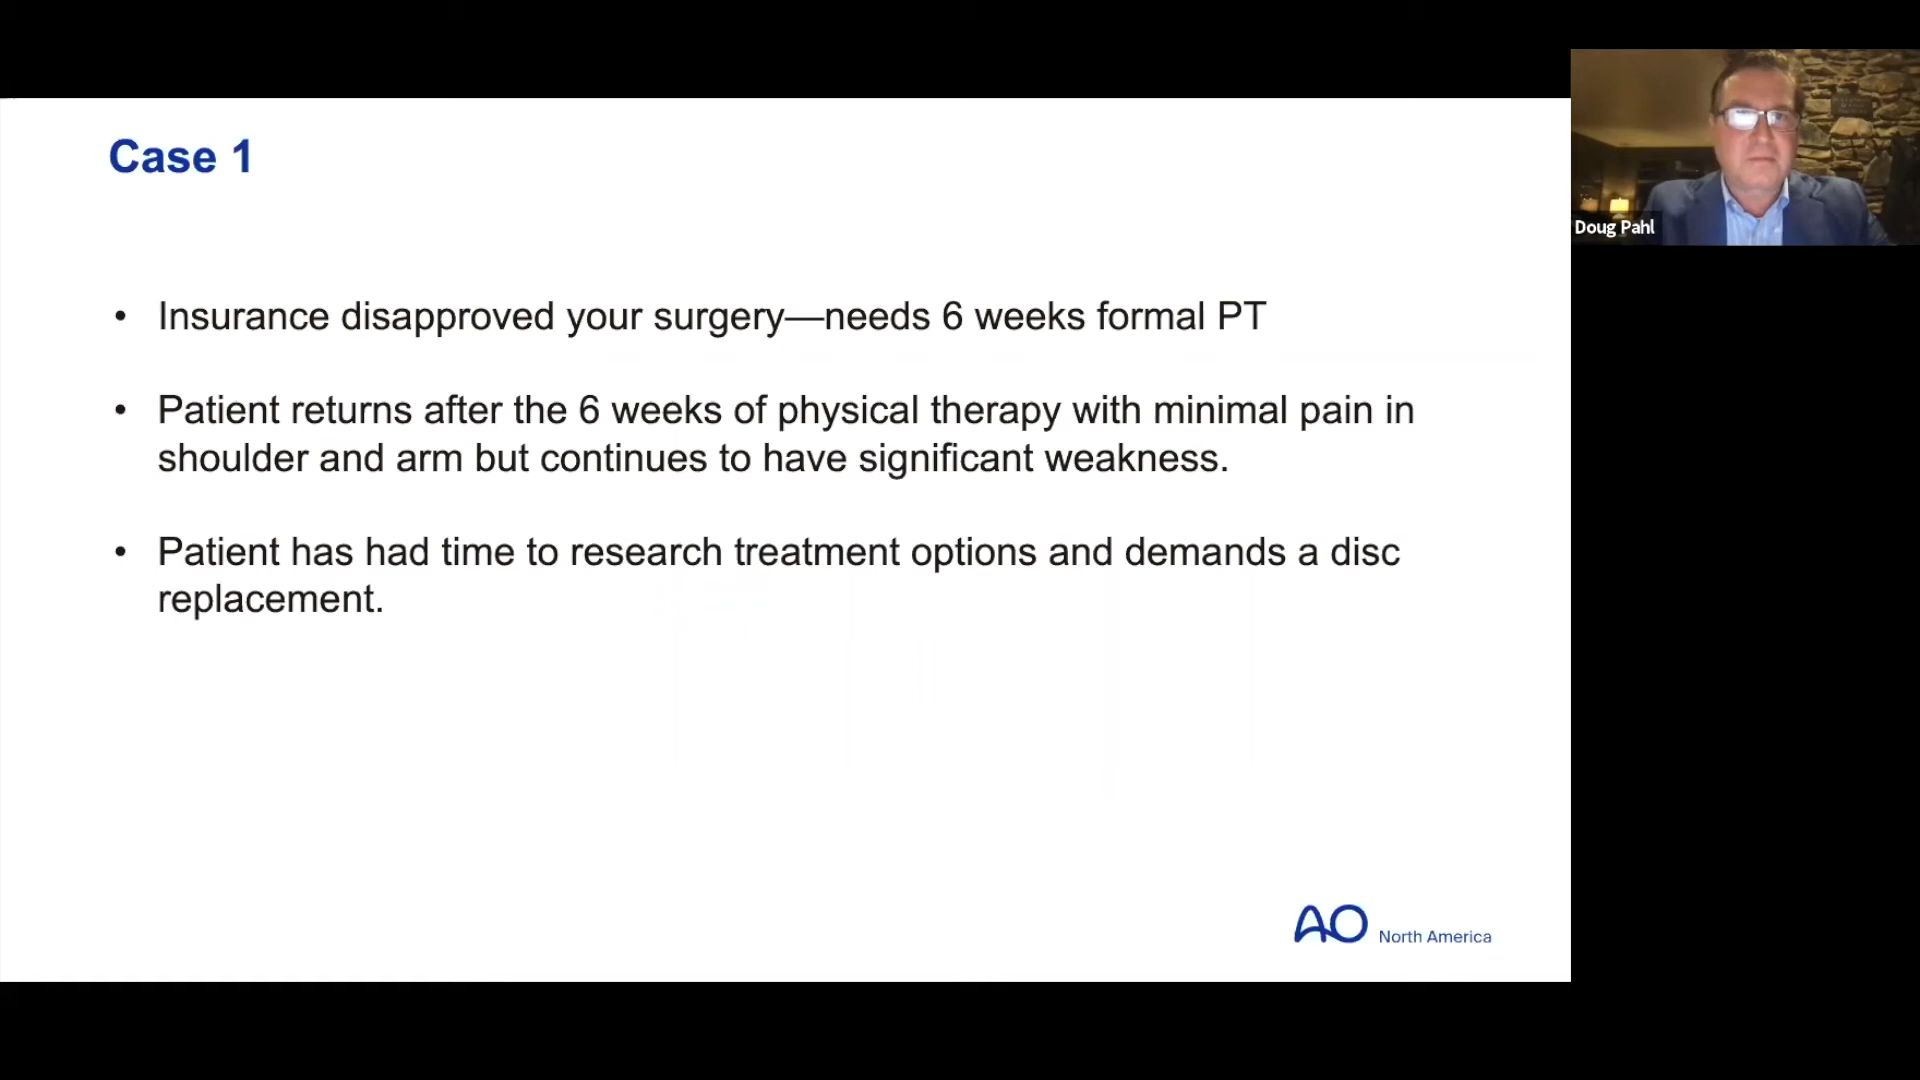 Case 1
Doug Pahl
• Insurance disapproved your surgery—needs 6 weeks formal PT
• Patient returns after the 6 weeks of physical therapy with minimal pain in
shoulder and arm but continues to have significant weakness.
• Patient has had time to research treatment options and demands a disc
replacement.
AO North America